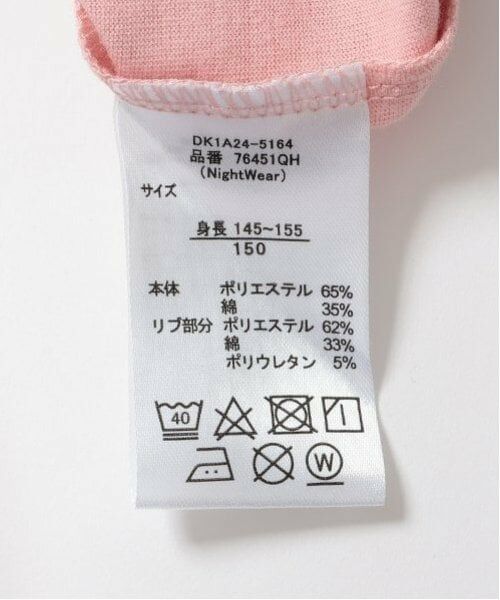 DK1A24-5164
品番 76451QH
(NightWear)
サイズ
身長 145~155
150
本体 ポリエステル 65%
綿 35%
リブ部分 ポリエステル 62%
綿 33%
ポリウレタン 5%
40
W